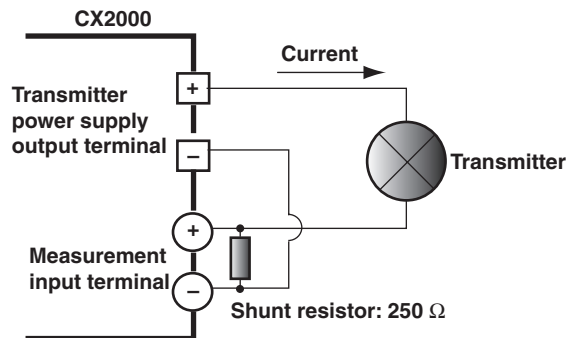 CX2000
Current
Transmitter
power supply
output terminal
+
−
Transmitter
+
Measurement
input terminal
−
Shunt resistor: 250 Ω